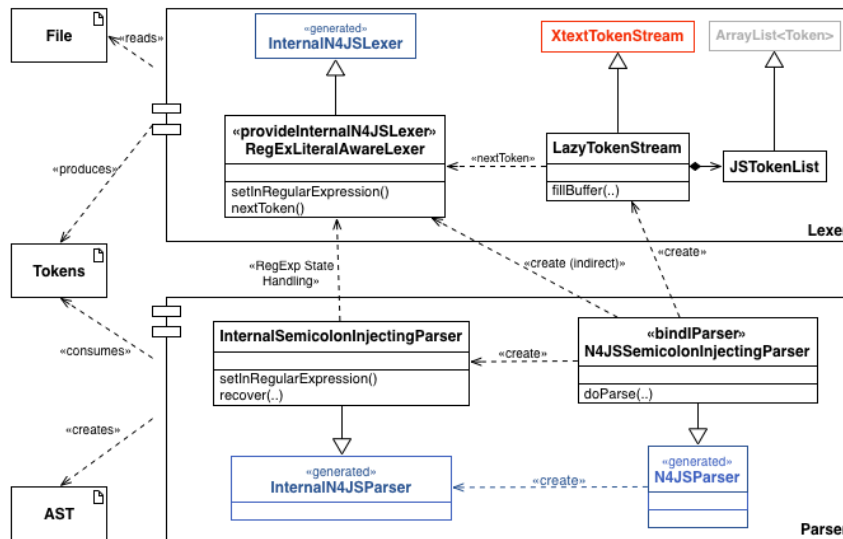 File
«reads»
«generated»
InternalN4JSLexer
XtextTokenStream
ArrayList<Token>
«provideInternalN4JSLexer»
RegExLiteralAwareLexer
setInRegularExpression()
nextToken()
«nextToken»
LazyTokenStream
fillBuffer(..)
JSTokenList
Lexer
«produces»
Tokens
«RegExp State
Handling»
«create (indirect)»
«create»
«consumes»
InternalSemicolonInjectingParser
setInRegularExpression()
recover(..)
«create»
«bindIParser»
N4JSSemicolonInjectingParser
doParse(..)
«creates»
«generated»
InternalN4JSParser
«create»
«generated»
N4JSParser
AST
Parser